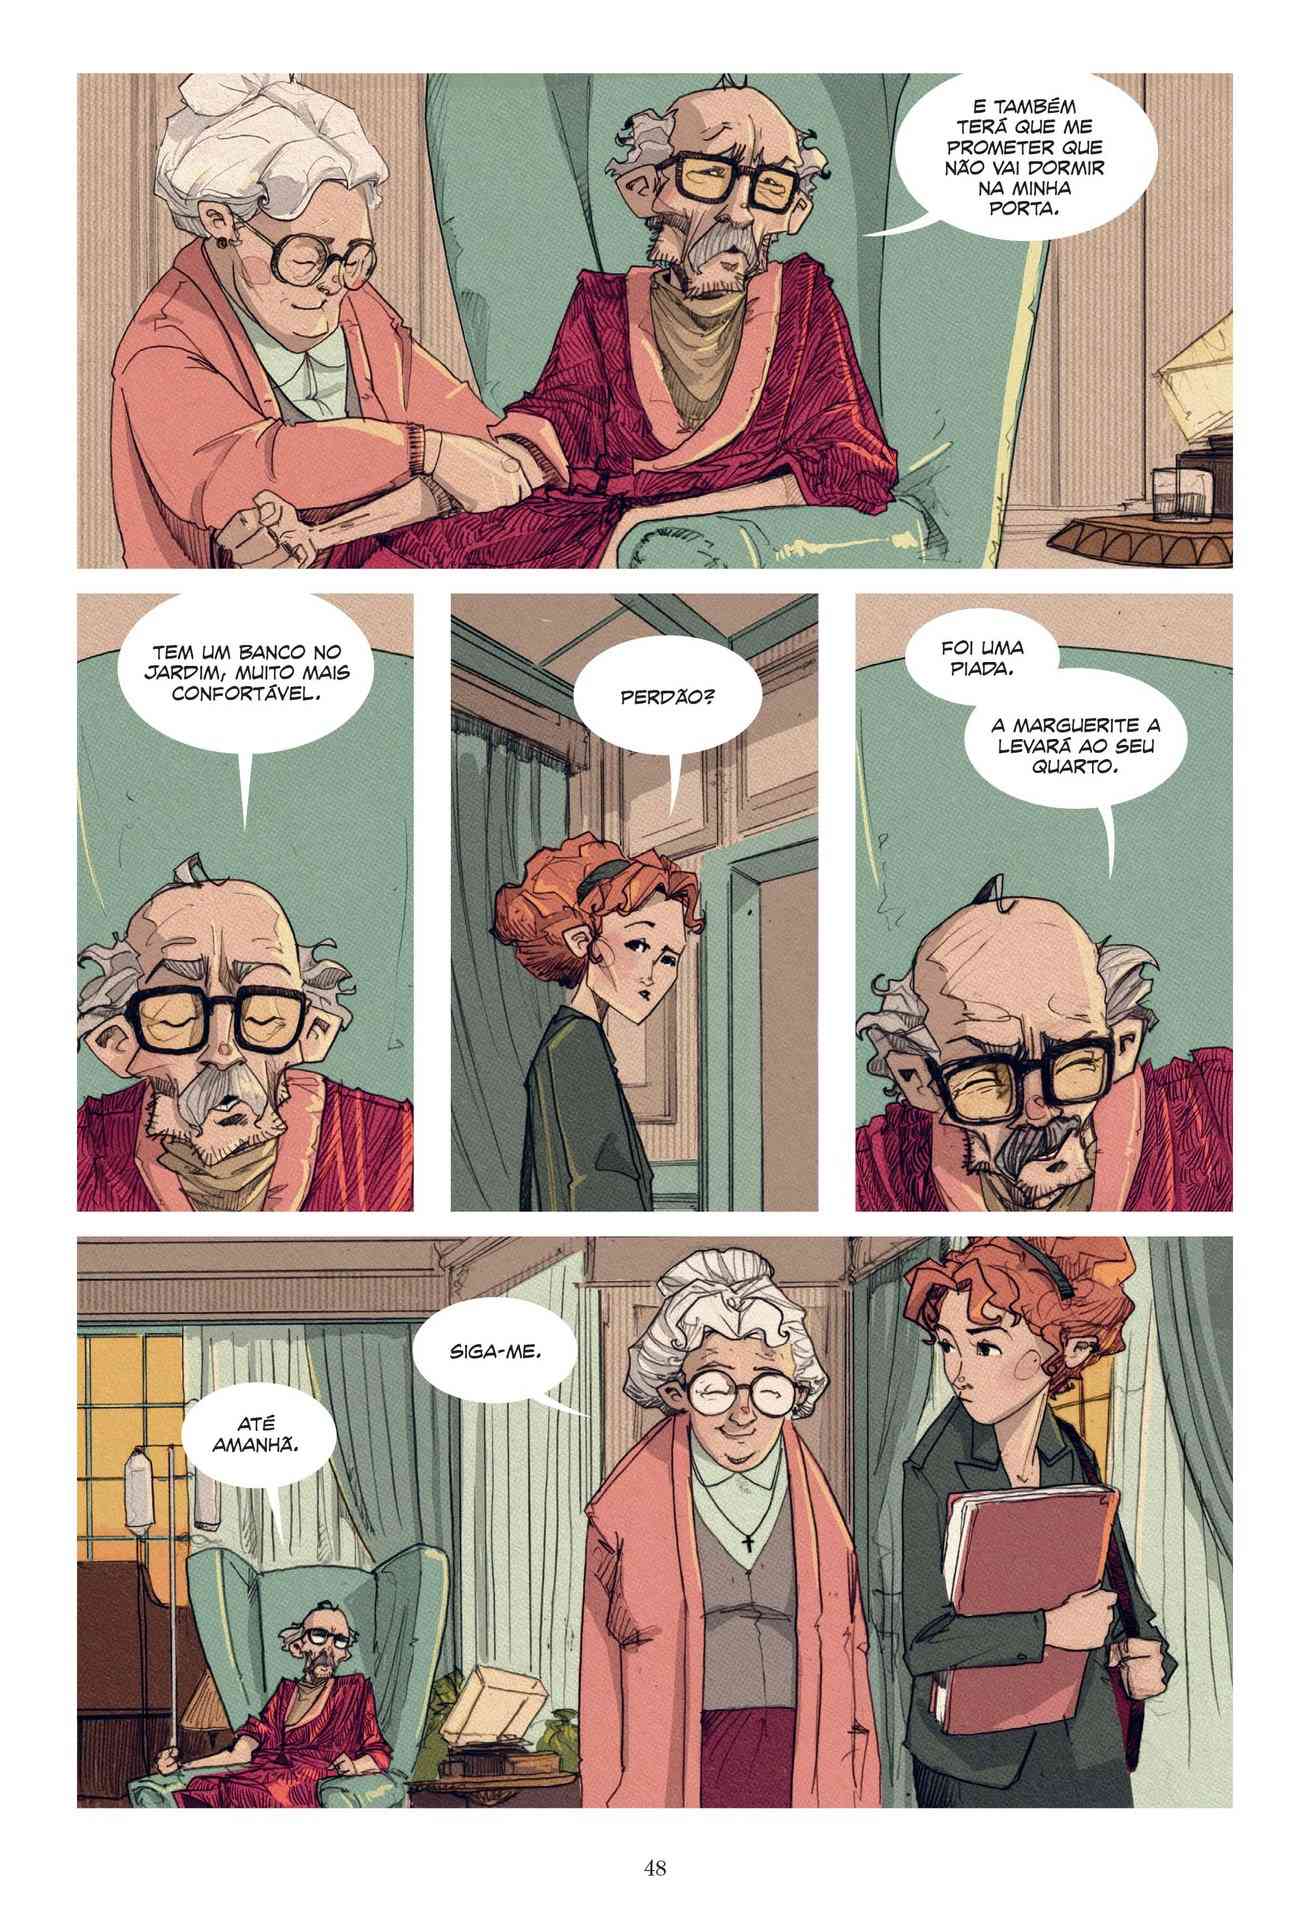 E TAMBÉM
TERÁ QUE ME
PROMETER QUE
NÃO VAI DORMIR
NA MINHA
PORTA.
TEM UM BANCO NO
JARDIM, MUITO MAIS
CONFORTÁVEL.
PERDÃO?
FOI UMA
PIADA.
A MARGUERITE A
LEVARÁ AO SEU
QUARTO.
SIGA-ME.
ATÉ
AMANHÃ.
48